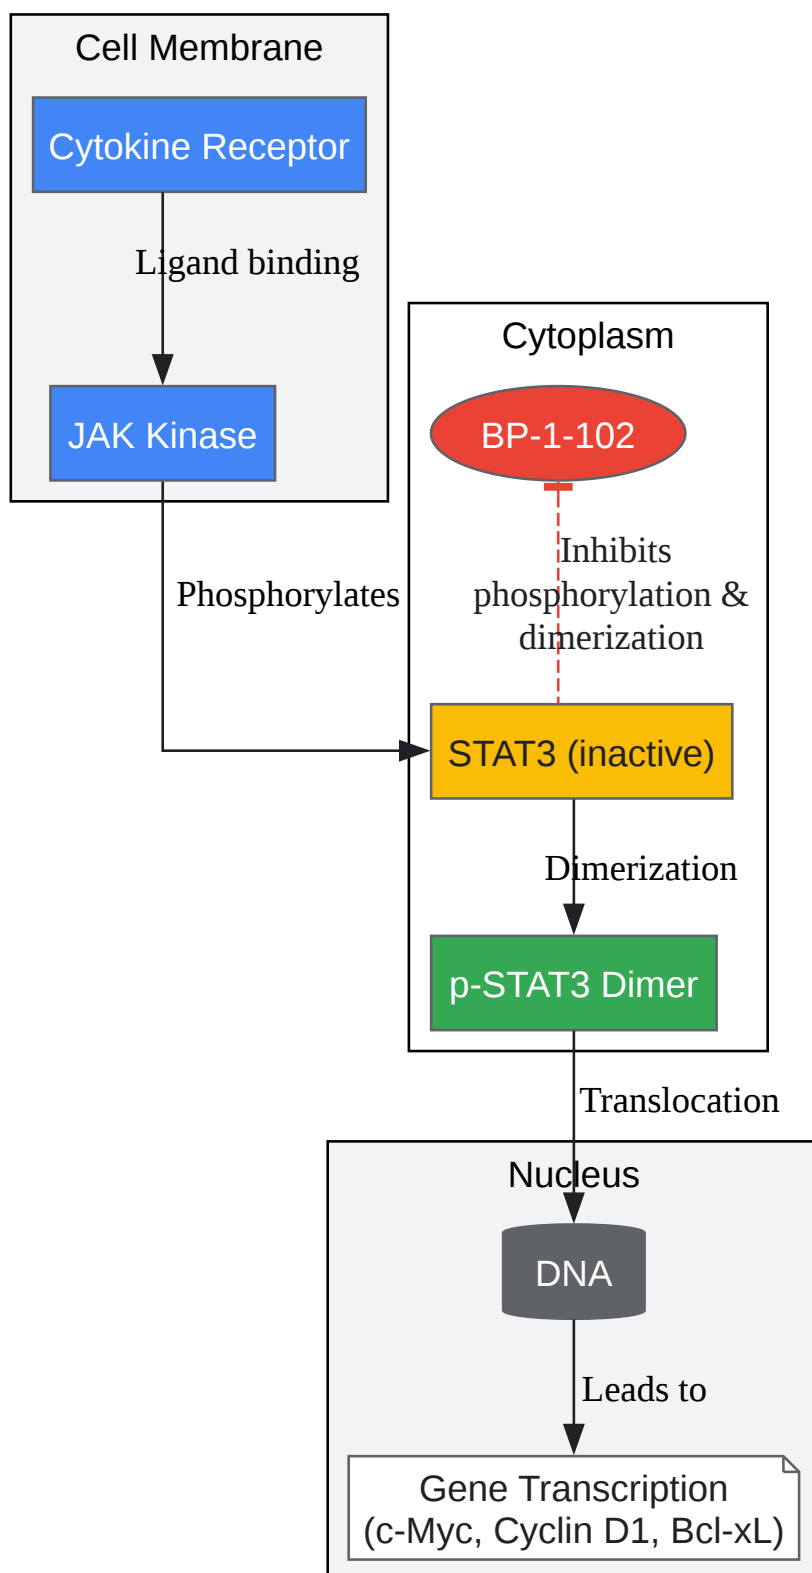 Cell Membrane
Cytokine Receptor
Ligand binding
JAK Kinase
Phosphorylates
Cytoplasm
BP-1-102
Inhibits
phosphorylation &
dimerization
STAT3 (inactive)
Dimerization
p-STAT3 Dimer
Translocation
Nucleus
DNA
Leads to
Gene Transcription
(c-Myc, Cyclin D1, Bcl-xL)